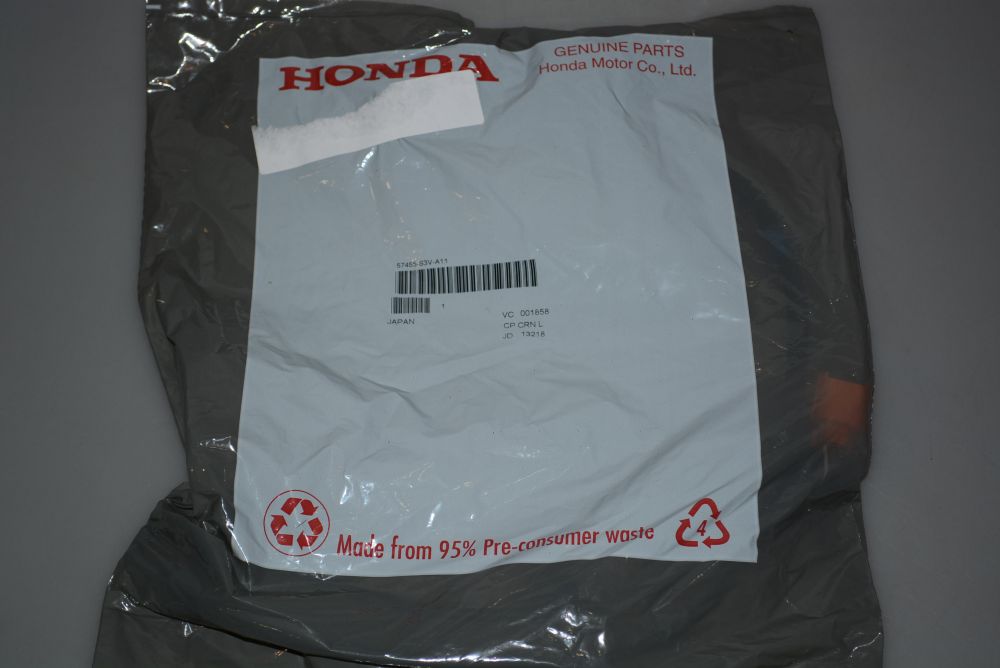 HONDA
GENUINE PARTS
Honda Motor Co., Ltd.
57455-S3V-A11
1
JAPAN
VC 001858
CP CRN L
JD 13218
Made from 95% Pre-consumer waste
4